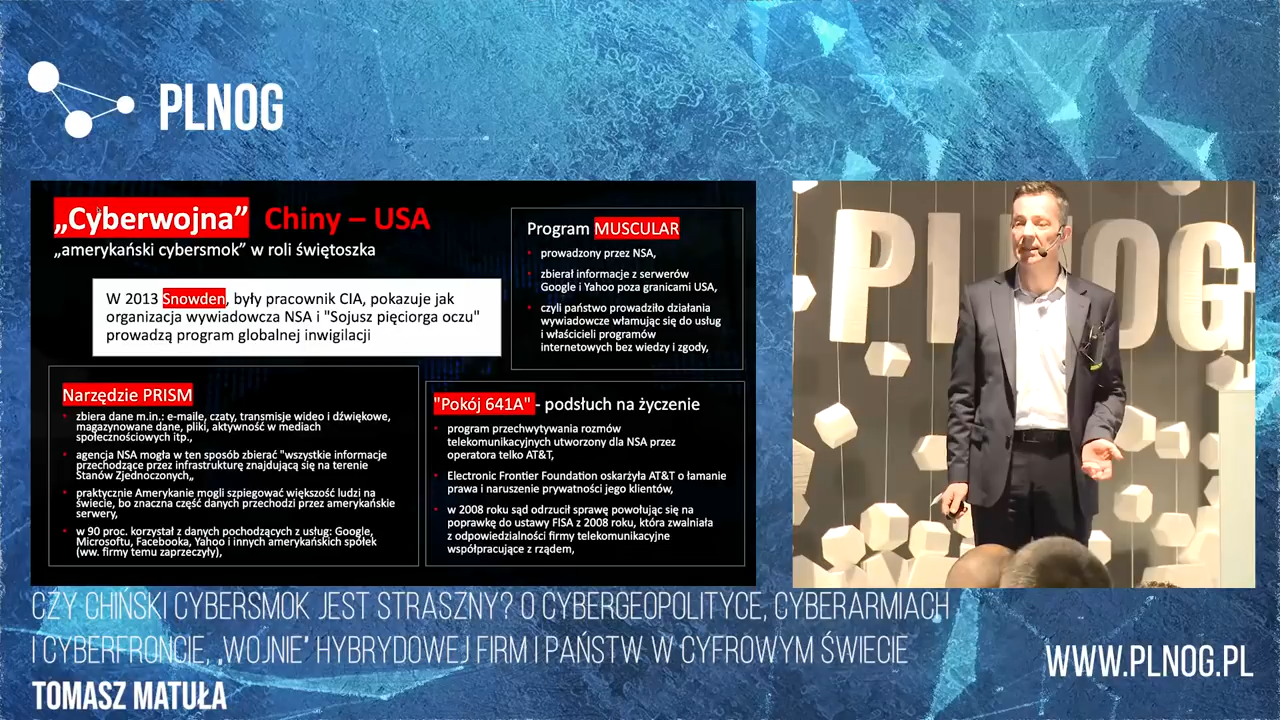 PLNOG
„Cyberwojna” Chiny – USA
„amerykański cybersmok” w roli świętoszka
W 2013 Snowden, były pracownik CIA, pokazuje jak
organizacja wywiadowcza NSA i "Sojusz pięciorga oczu"
prowadzą program globalnej inwigilacji
Program MUSCULAR
prowadzony przez NSA,
zbierał informacje z serwerów
Google i Yahoo poza granicami USA,
czyli państwo prowadziło działania
wywiadowcze włamując się do usług
i właścicieli programów
internetowych bez wiedzy i zgody,
Narzędzie PRISM
zbiera dane m.in.: e-maile, czaty, transmisje wideo i dźwiękowe,
magazynowane dane, pliki, aktywność w mediach
społecznościowych itp.,
agencja NSA mogła w ten sposób zbierać "wszystkie informacje
przechodzące przez infrastrukturę znajdującą się na terenie
Stanów Zjednoczonych„
praktycznie Amerykanie mogli szpiegować większość ludzi na
świecie, bo znaczna część danych przechodzi przez amerykańskie
serwery,
w 90 proc. korzystał z danych pochodzących z usług: Google,
Microsoftu, Facebooka, Yahoo i innych amerykańskich spółek
(ww. firmy temu zaprzeczyły),
"Pokój 641A" - podsłuch na życzenie
program przechwytywania rozmów
telekomunikacyjnych utworzony dla NSA przez
operatora telko AT&T,
Electronic Frontier Foundation oskarżyła AT&T o łamanie
prawa i naruszenie prywatności jego klientów,
w 2008 roku sąd odrzucił sprawę powołując się na
poprawkę do ustawy FISA z 2008 roku, która zwalniała
z odpowiedzialności firmy telekomunikacyjne
współpracujące z rządem,
PLNOG
CZY CHIŃSKI CYBERSMOK JEST STRASZNY? O CYBERGEOPOLITYCE, CYBERARMIACH
I CYBERFRONCIE, „WOJNIE” HYBRYDOWEJ FIRM I PAŃSTW W CYFROWYM ŚWIECIE
TOMASZ MATUŁA
WWW.PLNOG.PL